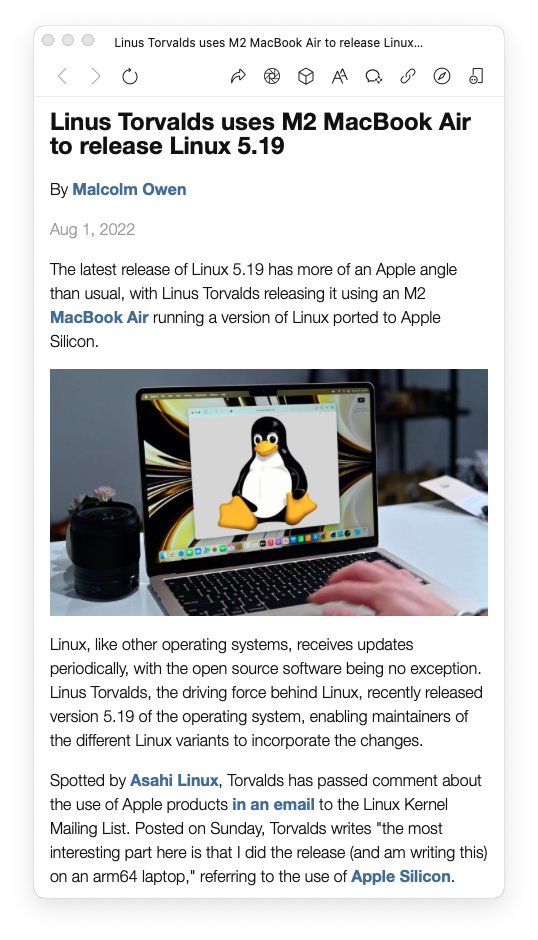 Linus Torvalds uses M2 MacBook Air to release Linux...
Linus Torvalds uses M2 MacBook Air
to release Linux 5.19
By Malcolm Owen
Aug 1, 2022
The latest release of Linux 5.19 has more of an Apple angle
than usual, with Linus Torvalds releasing it using an M2
MacBook Air running a version of Linux ported to Apple
Silicon.
Linux, like other operating systems, receives updates
periodically, with the open source software being no exception.
Linus Torvalds, the driving force behind Linux, recently released
version 5.19 of the operating system, enabling maintainers of
the different Linux variants to incorporate the changes.
Spotted by Asahi Linux, Torvalds has passed comment about
the use of Apple products in an email to the Linux Kernel
Mailing List. Posted on Sunday, Torvalds writes "the most
interesting part here is that I did the release (and am writing this)
on an arm64 laptop," referring to the use of Apple Silicon.